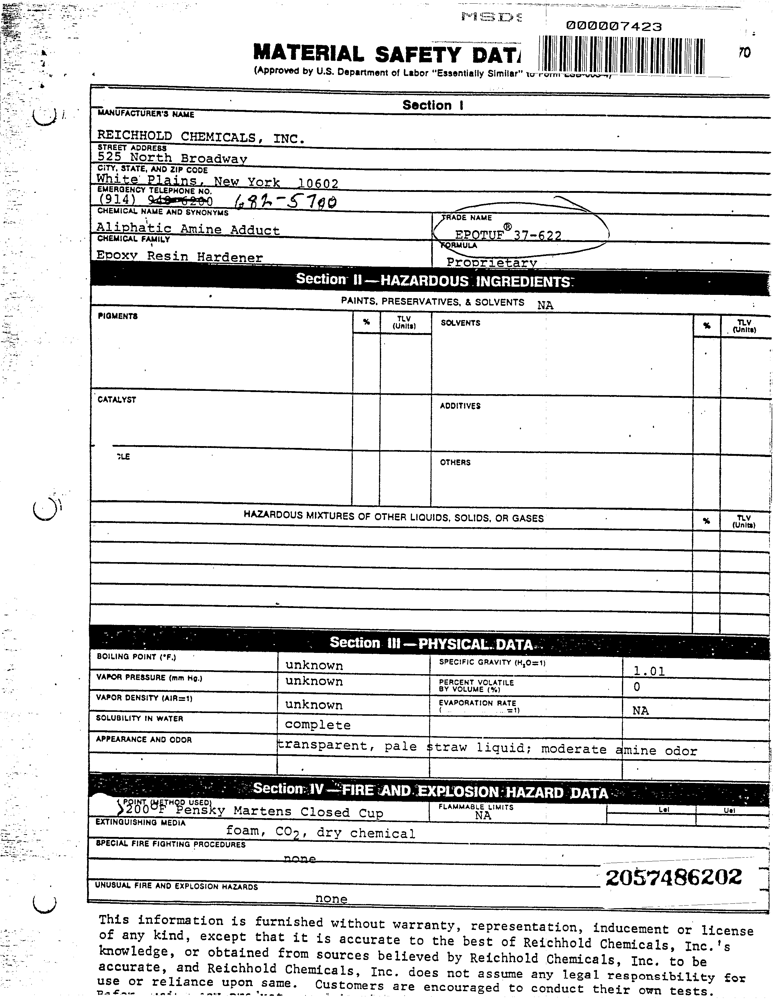 MSDS
000007423
MATERIAL SAFETY DATA
70
(Approved by U.S. Department of Labor "Essentially Similar" to Form
Section I
MANUFACTURER'S NAME
REICHHOLD CHEMICALS, INC.
STREET ADDRESS
525 North Broadway
CITY, STATE, AND ZIP CODE
White Plains, New York 10602
EMERGENCY TELEPHONE NO.
(914) 948-6200 682-5700
CHEMICAL NAME AND SYNONYMS
Aliphatic Amine Adduct
TRADE NAME
EPOTUF® 37-622
CHEMICAL FAMILY
Epoxy Resin Hardener
FORMULA
Proprietary
Section II—HAZARDOUS INGREDIENTS
PAINTS, PRESERVATIVES, & SOLVENTS NA
PIGMENTS % TLV (Units) SOLVENTS % TLV (Units)
CATALYST ADDITIVES
CLE OTHERS
HAZARDOUS MIXTURES OF OTHER LIQUIDS, SOLIDS, OR GASES % TLV (Units)
Section III—PHYSICAL DATA
BOILING POINT (°F.) unknown SPECIFIC GRAVITY (H₂O=1) 1.01
VAPOR PRESSURE (mm Hg.) unknown PERCENT VOLATILE BY VOLUME (%) 0
VAPOR DENSITY (AIR=1) unknown EVAPORATION RATE ( =1) NA
SOLUBILITY IN WATER complete
APPEARANCE AND ODOR transparent, pale straw liquid; moderate amine odor
Section IV—FIRE AND EXPLOSION HAZARD DATA
POINT (METHOD USED)
>200°F Pensky Martens Closed Cup FLAMMABLE LIMITS NA Lel Uel
EXTINGUISHING MEDIA
foam, CO₂, dry chemical
SPECIAL FIRE FIGHTING PROCEDURES
none
2057486202
UNUSUAL FIRE AND EXPLOSION HAZARDS
none
This information is furnished without warranty, representation, inducement or license
of any kind, except that it is accurate to the best of Reichhold Chemicals, Inc.'s
knowledge, or obtained from sources believed by Reichhold Chemicals, Inc. to be
accurate, and Reichhold Chemicals, Inc. does not assume any legal responsibility for
use or reliance upon same. Customers are encouraged to conduct their own tests.